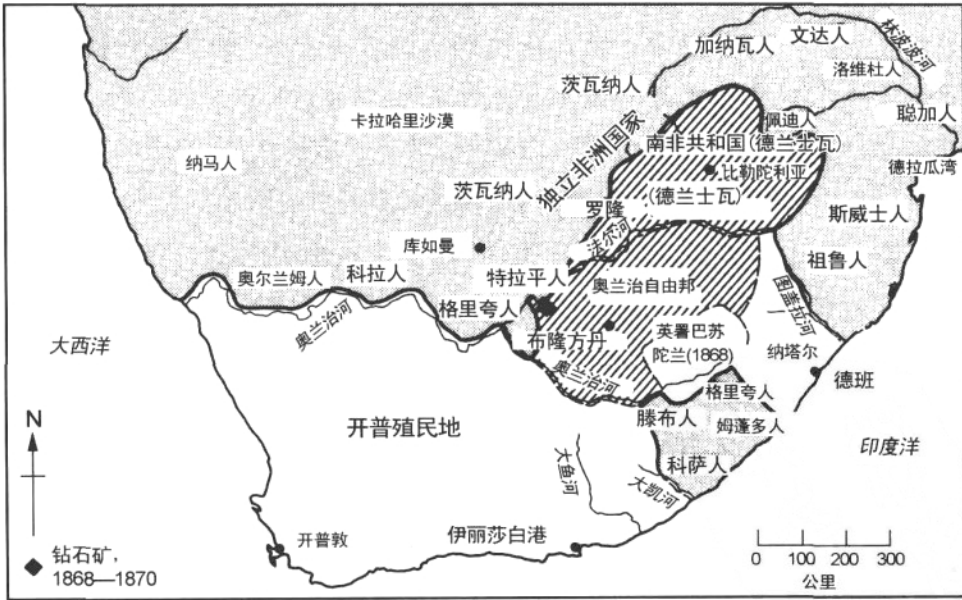 加纳瓦人
文达人
林波波河
洛维杜人
茨瓦纳人
聪加人
卡拉哈里沙漠
佩迪人
独立非洲国家
南非共和国(德兰士瓦)
纳马人
比勒陀利亚
德拉瓜湾
茨瓦纳人
(德兰士瓦)
罗隆
斯威士人
法尔河
库如曼
祖鲁人
奥尔兰姆人
科拉人
特拉平人
奥兰治自由邦
图盖拉河
格里夸人
奥兰治河
布隆方丹
英署巴苏
陀兰(1868)
纳塔尔
大西洋
奥兰治河
德班
格里夸人
滕布人
姆蓬多人
N
开普殖民地
印度洋
大鱼河
科萨人
大凯河
开普敦
伊丽莎白港
钻石矿,
1868—1870
0 100 200 300
公里